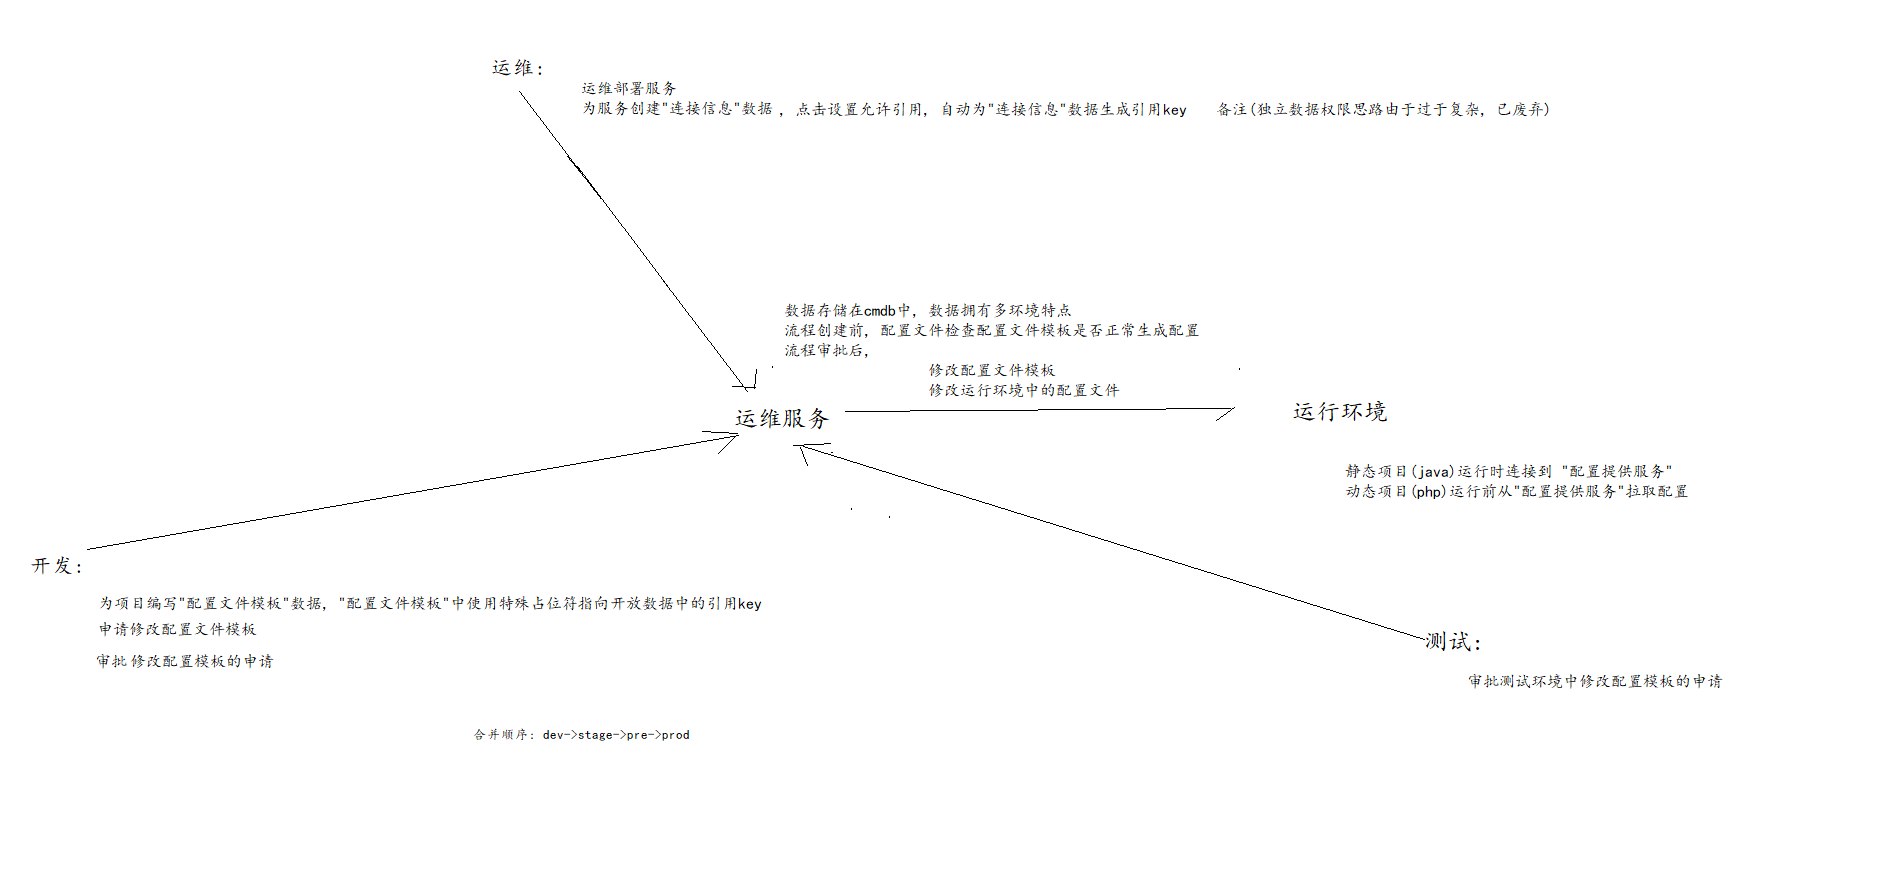 运维:
运维部署服务
为服务创建"连接信息"数据 , 点击设置允许引用, 自动为"连接信息"数据生成引用key 备注(独立数据权限思路由于过于复杂, 已废弃)
数据存储在cmdb中, 数据拥有多环境特点
流程创建前, 配置文件检查配置文件模板是否正常生成配置
流程审批后,
修改配置文件模板
修改运行环境中的配置文件
运维服务
运行环境
静态项目(java)运行时连接到 "配置提供服务"
动态项目(php)运行前从"配置提供服务"拉取配置
开发:
为项目编写"配置文件模板"数据, "配置文件模板"中使用特殊占位符指向开放数据中的引用key
申请修改配置文件模板
审批 修改配置模板的申请
测试:
审批测试环境中修改配置模板的申请
合并顺序: dev->stage->pre->prod